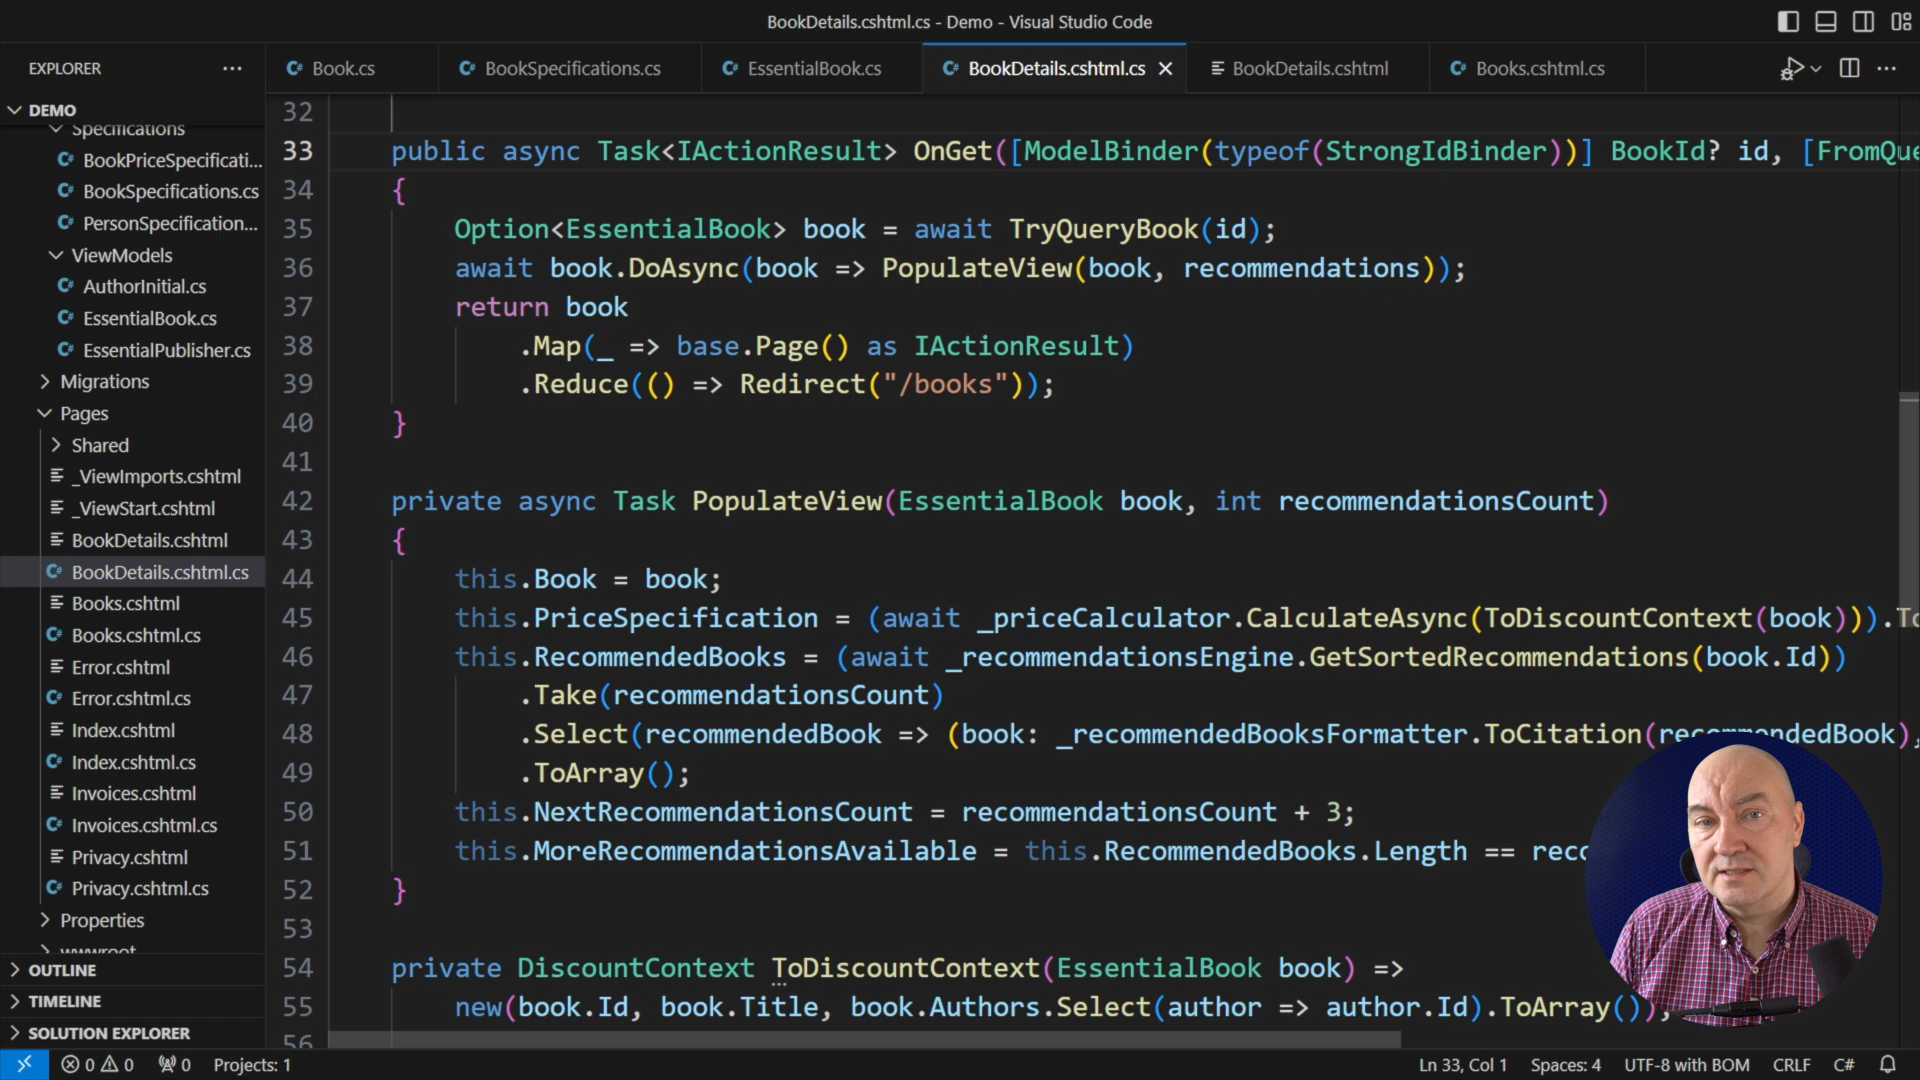 BookDetails.cshtml.cs - Demo - Visual Studio Code
EXPLORER
Book.cs
BookSpecifications.cs
EssentialBook.cs
BookDetails.cshtml.cs
BookDetails.cshtml
Books.cshtml.cs
DEMO
Specifications
BookPriceSpecificati...
BookSpecifications.cs
PersonSpecification...
ViewModels
AuthorInitial.cs
EssentialBook.cs
EssentialPublisher.cs
Migrations
Pages
Shared
_ViewImports.cshtml
_ViewStart.cshtml
BookDetails.cshtml
BookDetails.cshtml.cs
Books.cshtml
Books.cshtml.cs
Error.cshtml
Error.cshtml.cs
Index.cshtml
Index.cshtml.cs
Invoices.cshtml
Invoices.cshtml.cs
Privacy.cshtml
Privacy.cshtml.cs
Properties
wwwroot
OUTLINE
TIMELINE
SOLUTION EXPLORER
32
33 public async Task<IActionResult> OnGet([ModelBinder(typeof(StrongIdBinder))] BookId? id, [FromQue
34 {
35 Option<EssentialBook> book = await TryQueryBook(id);
36 await book.DoAsync(book => PopulateView(book, recommendations));
37 return book
38 .Map(_ => base.Page() as IActionResult)
39 .Reduce(() => Redirect("/books"));
40 }
41
42 private async Task PopulateView(EssentialBook book, int recommendationsCount)
43 {
44 this.Book = book;
45 this.PriceSpecification = (await _priceCalculator.CalculateAsync(ToDiscountContext(book))).To
46 this.RecommendedBooks = (await _recommendationsEngine.GetSortedRecommendations(book.Id))
47 .Take(recommendationsCount)
48 .Select(recommendedBook => (book: _recommendedBooksFormatter.ToCitation(recommendedBook),
49 .ToArray();
50 this.NextRecommendationsCount = recommendationsCount + 3;
51 this.MoreRecommendationsAvailable = this.RecommendedBooks.Length == reco
52 }
53
54 private DiscountContext ToDiscountContext(EssentialBook book) =>
55 new(book.Id, book.Title, book.Authors.Select(author => author.Id).ToArray());
56
0 0 0 Projects: 1
Ln 33, Col 1 Spaces: 4 UTF-8 with BOM CRLF C#